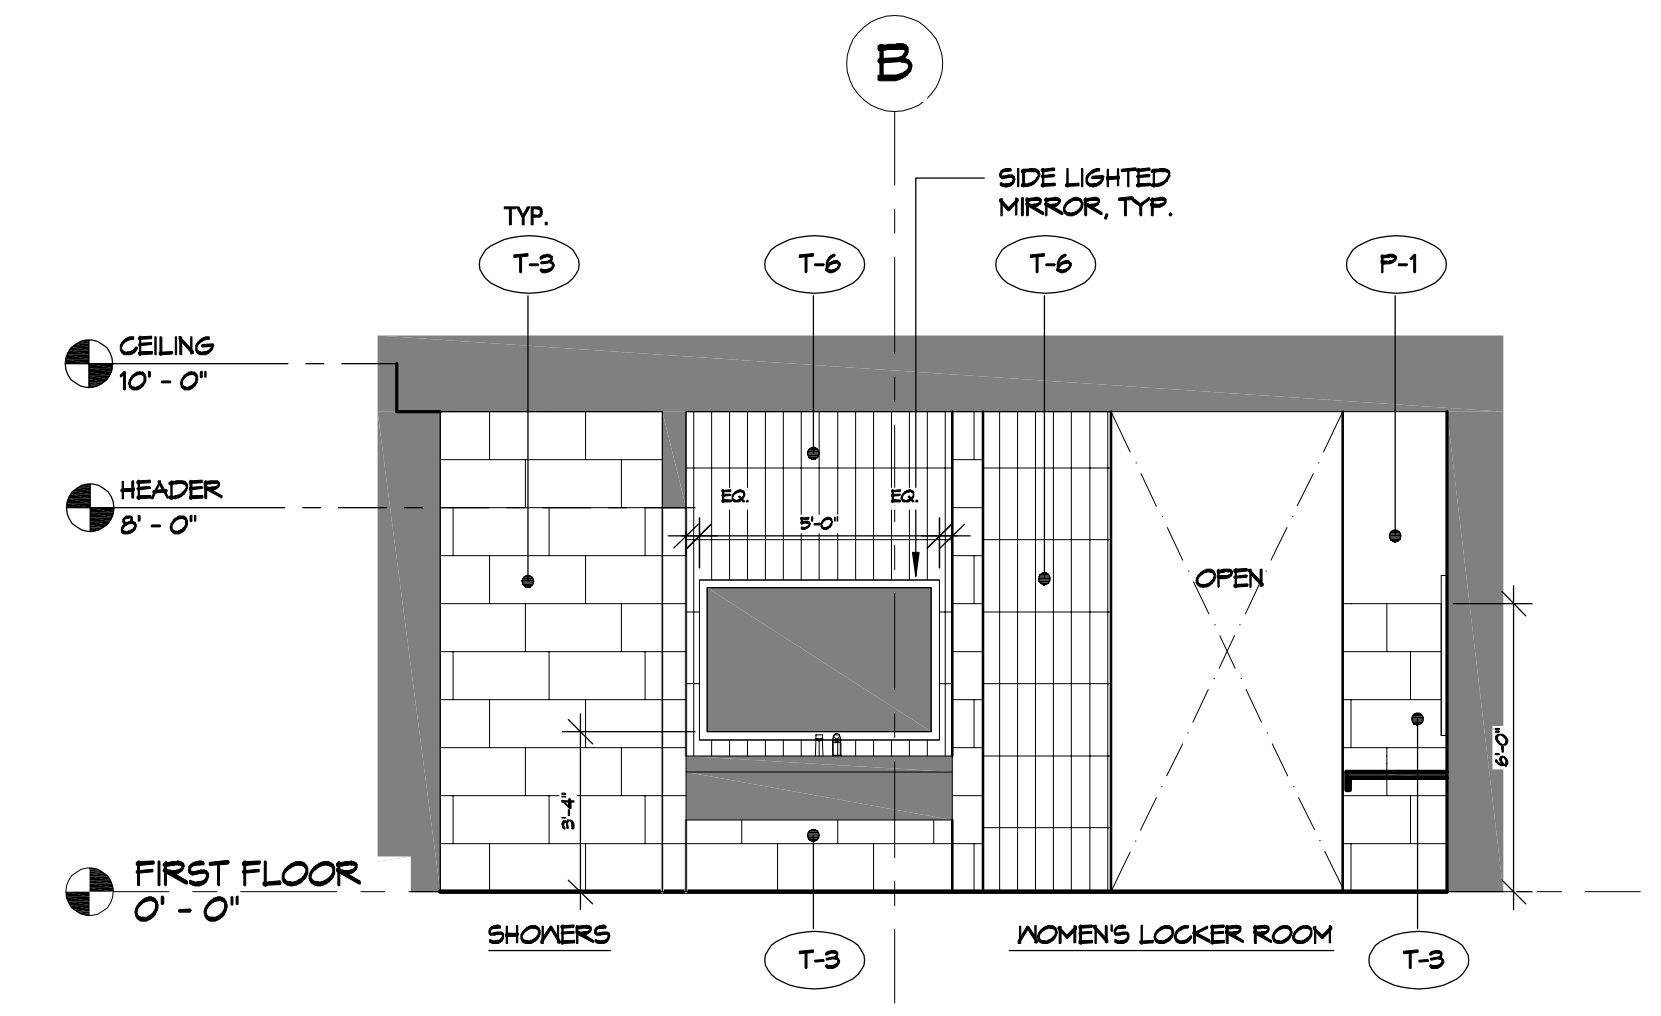 B
SIDE LIGHTED
MIRROR, TYP.
TYP.
T-3
T-6
T-6
P-1
CEILING
10' - 0"
HEADER
8' - 0"
EQ.
EQ.
5'-0"
OPEN
6'-0"
3'-4"
FIRST FLOOR
0' - 0"
SHOWERS
WOMEN'S LOCKER ROOM
T-3
T-3